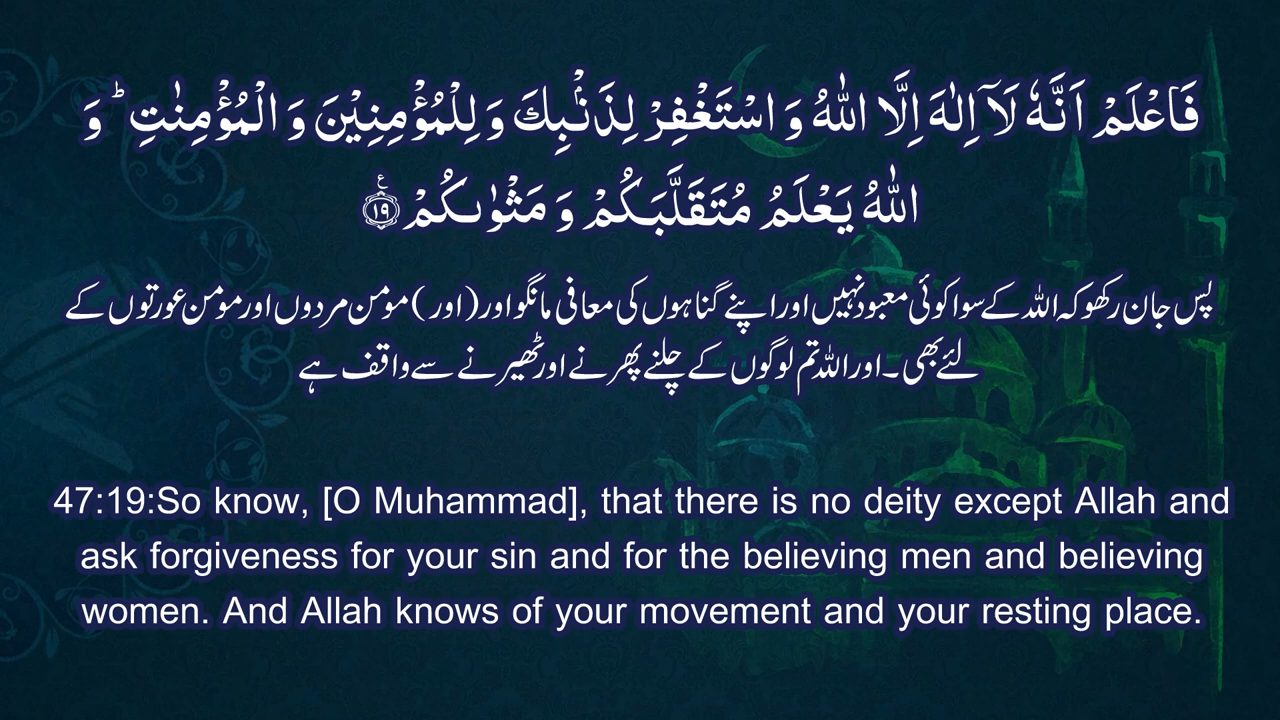 فَاعۡلَمۡ اَنَّهٗ لَاۤ اِلٰهَ اِلَّا اللّٰهُ وَ اسۡتَغۡفِرۡ لِذَنۡۢبِكَ وَ لِلۡمُؤۡمِنِيۡنَ وَ الۡمُؤۡمِنٰتِ‌ؕ وَ
اللّٰهُ يَعۡلَمُ مُتَقَلَّبَكُمۡ وَ مَثۡوٰٮكُمۡ ﴿۱۹﴾
پس جان رکھو کہ اللہ کے سوا کوئی معبود نہیں اور اپنے گناہوں کی معافی مانگو اور (اور ) مومن مردوں اور مومن عورتوں کے
لئے بھی۔ اور اللہ تم لوگوں کے چلنے پھرنے اور ٹھیرنے سے واقف ہے
47:19:So know, [O Muhammad], that there is no deity except Allah and
ask forgiveness for your sin and for the believing men and believing
women. And Allah knows of your movement and your resting place.